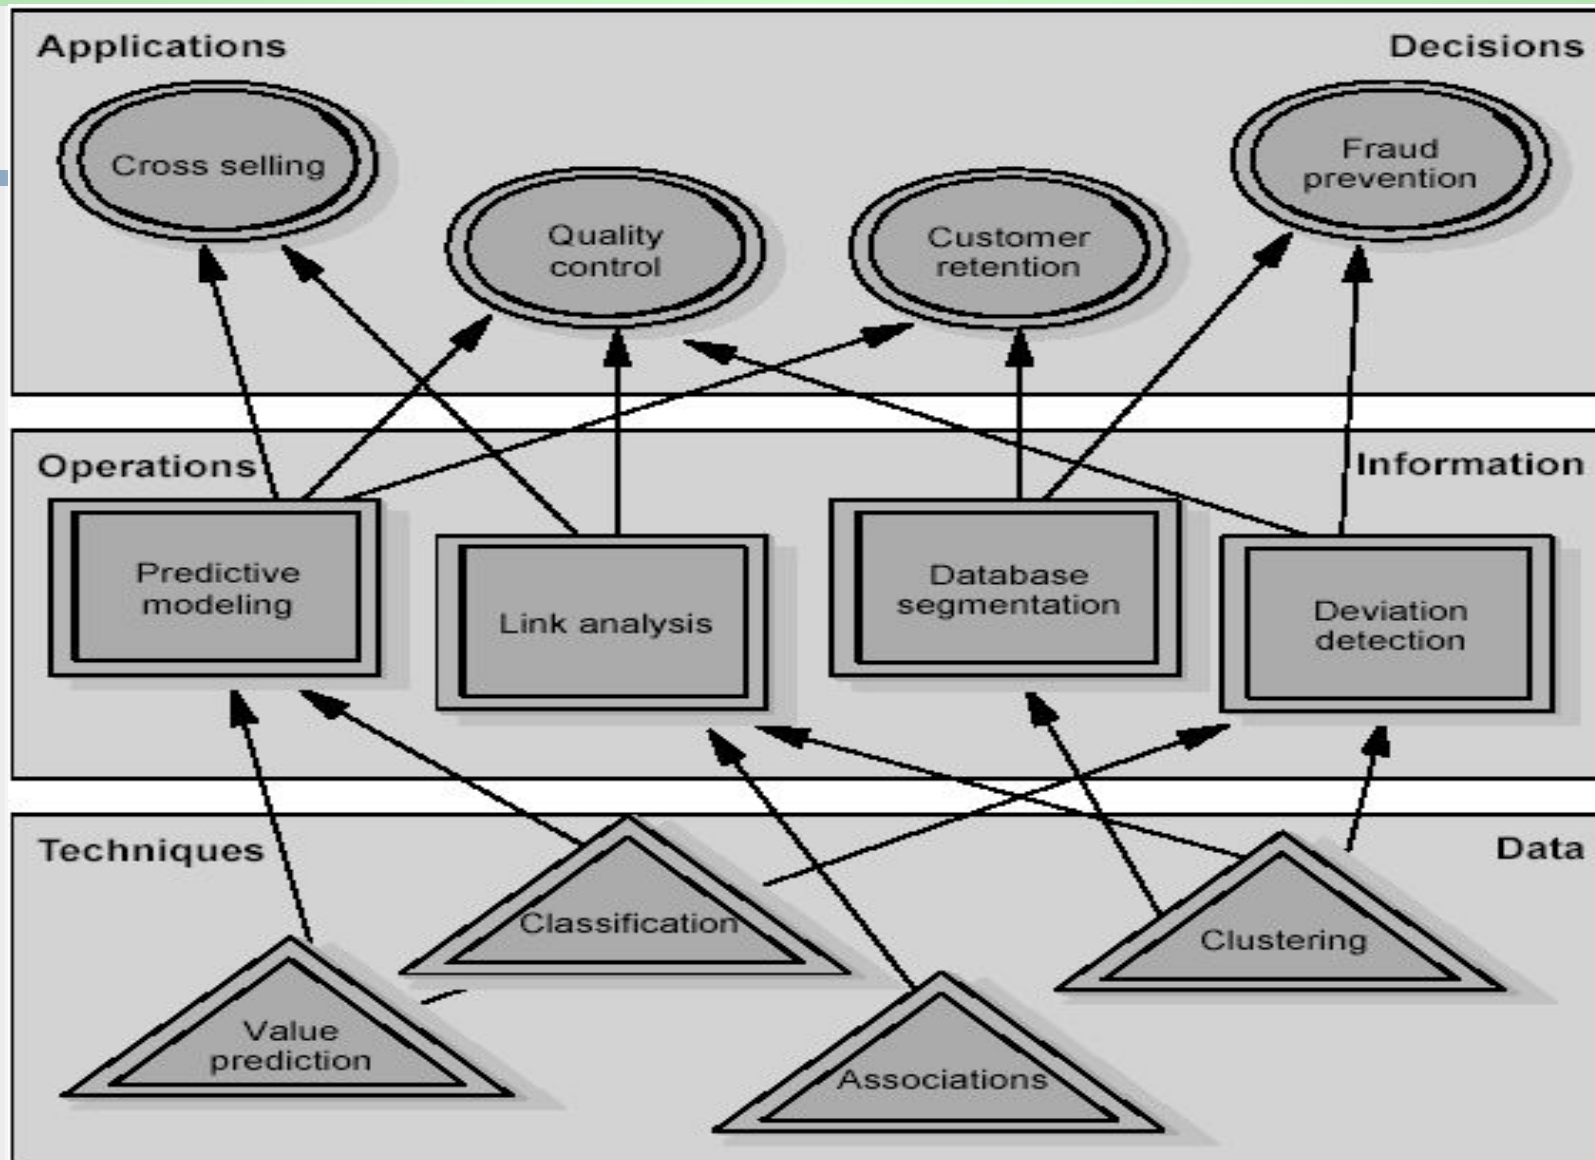 Applications
Decisions
Cross selling
Quality
control
Customer
retention
Fraud
prevention
Operations
Information
Predictive
modeling
Link analysis
Database
segmentation
Deviation
detection
Techniques
Data
Value
prediction
Classification
Associations
Clustering